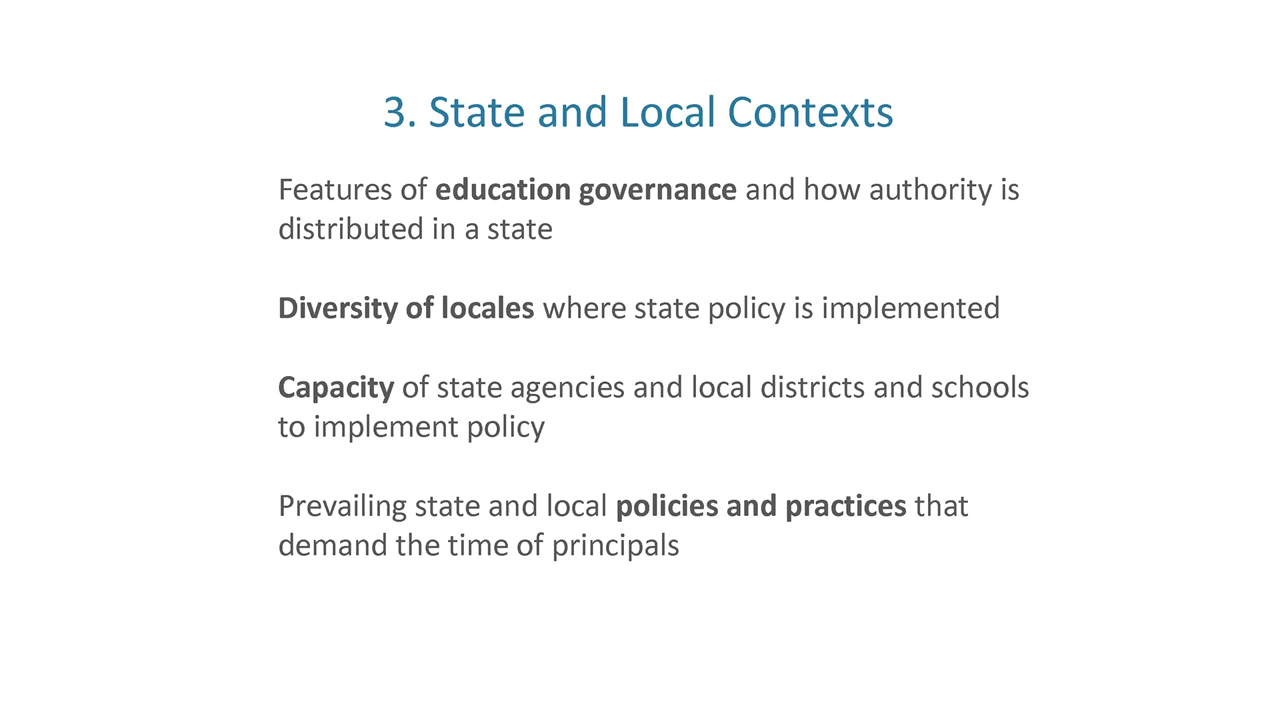 3. State and Local Contexts
Features of education governance and how authority is
distributed in a state
Diversity of locales where state policy is implemented
Capacity of state agencies and local districts and schools
to implement policy
Prevailing state and local policies and practices that
demand the time of principals